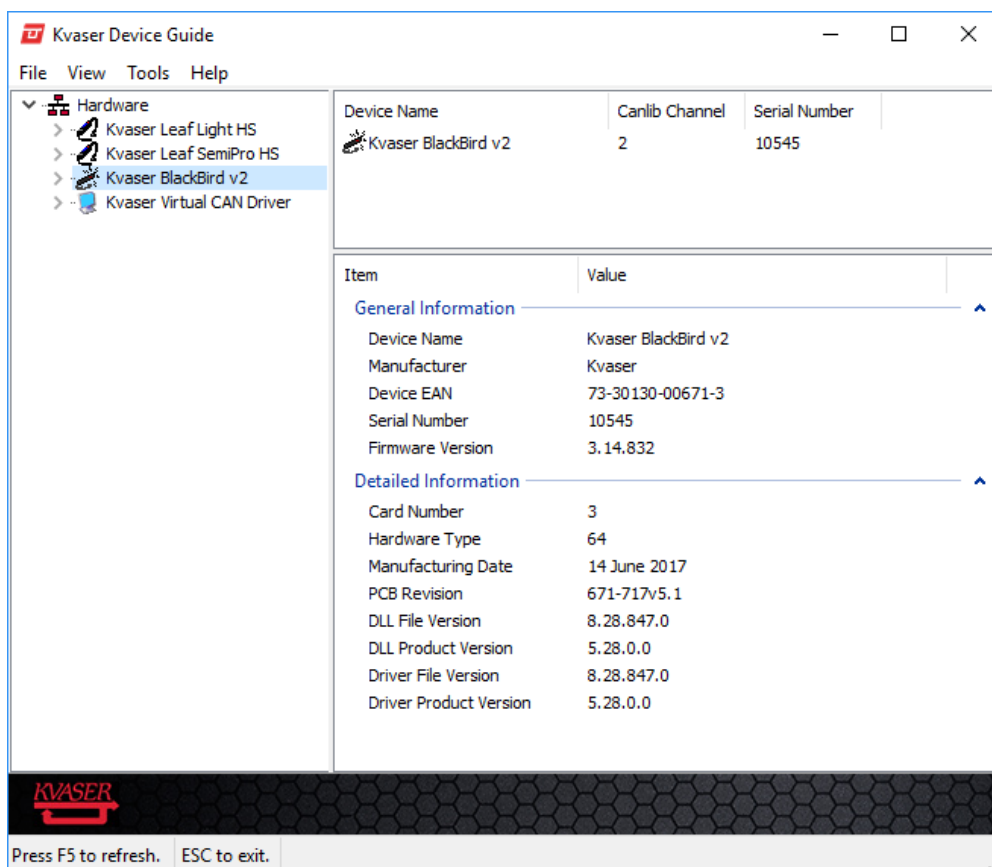 Kvaser Device Guide
File View Tools Help
Hardware
Kvaser Leaf Light HS
Kvaser Leaf SemiPro HS
Kvaser BlackBird v2
Kvaser Virtual CAN Driver
Device Name Canlib Channel Serial Number
Kvaser BlackBird v2 2 10545
Item Value
General Information
Device Name Kvaser BlackBird v2
Manufacturer Kvaser
Device EAN 73-30130-00671-3
Serial Number 10545
Firmware Version 3.14.832
Detailed Information
Card Number 3
Hardware Type 64
Manufacturing Date 14 June 2017
PCB Revision 671-717v5.1
DLL File Version 8.28.847.0
DLL Product Version 5.28.0.0
Driver File Version 8.28.847.0
Driver Product Version 5.28.0.0
KVASER
Press F5 to refresh. ESC to exit.